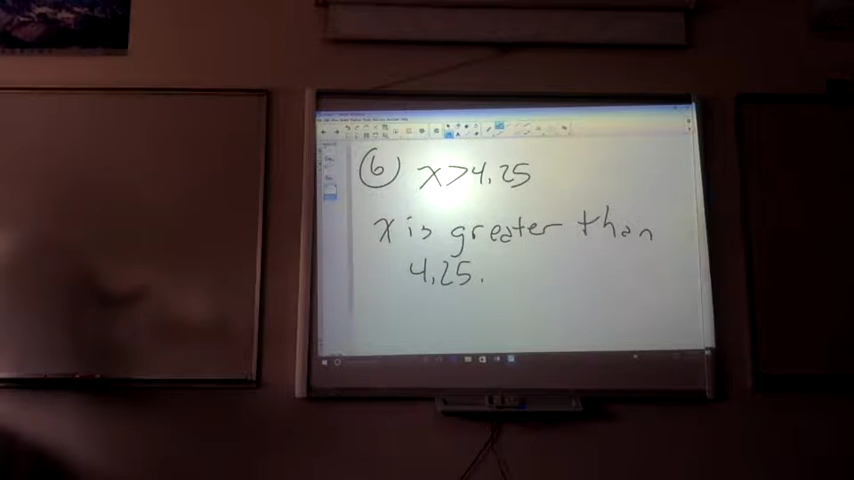 6 x>4.25
x is greater than
4.25.